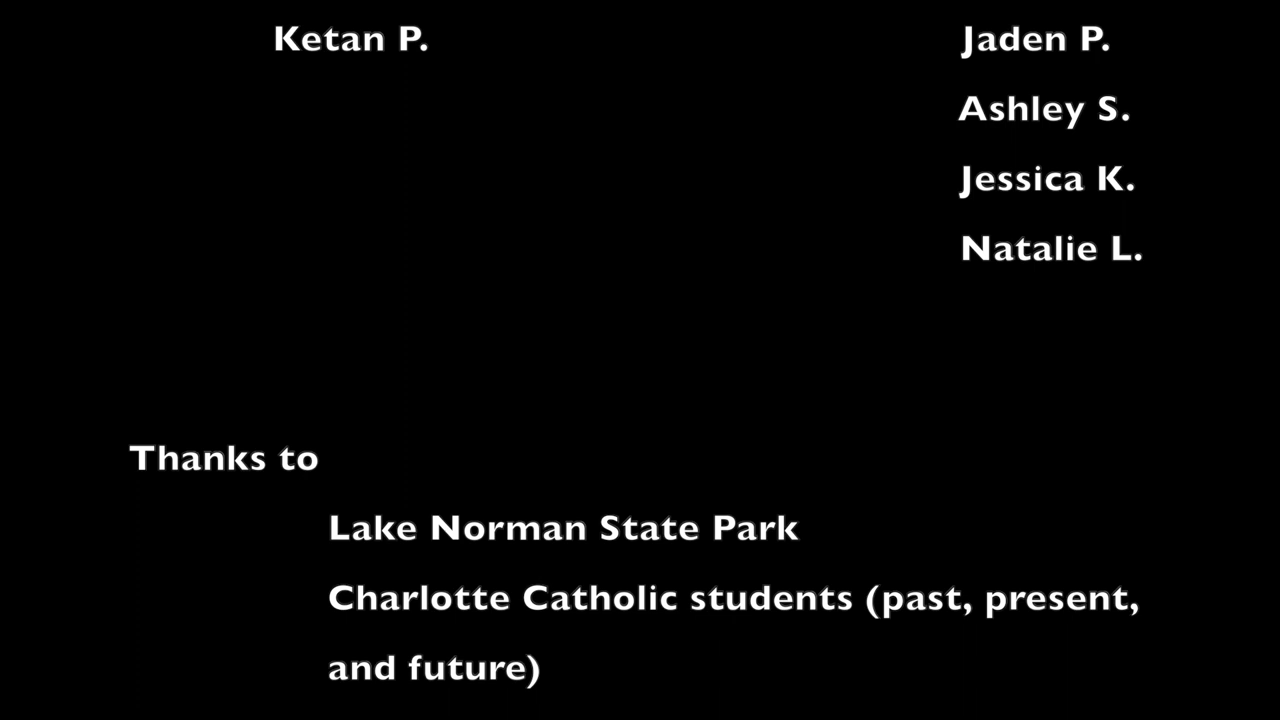 Ketan P. Jaden P.
Ashley S.
Jessica K.
Natalie L.
Thanks to
Lake Norman State Park
Charlotte Catholic students (past, present,
and future)